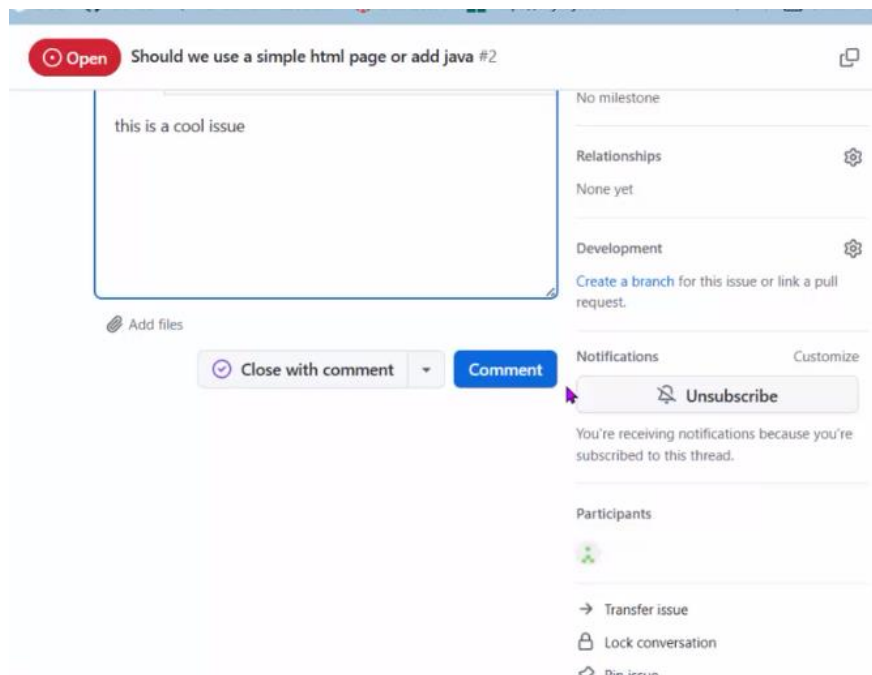 Open Should we use a simple html page or add java #2
this is a cool issue
Add files
Close with comment
Comment
No milestone
Relationships
None yet
Development
Create a branch for this issue or link a pull
request.
Notifications Customize
Unsubscribe
You're receiving notifications because you're
subscribed to this thread.
Participants
Transfer issue
Lock conversation
Pin issue